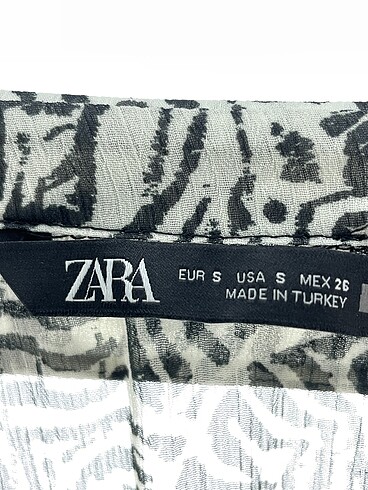 ZARA
EUR S USA S MEX 26
MADE IN TURKEY